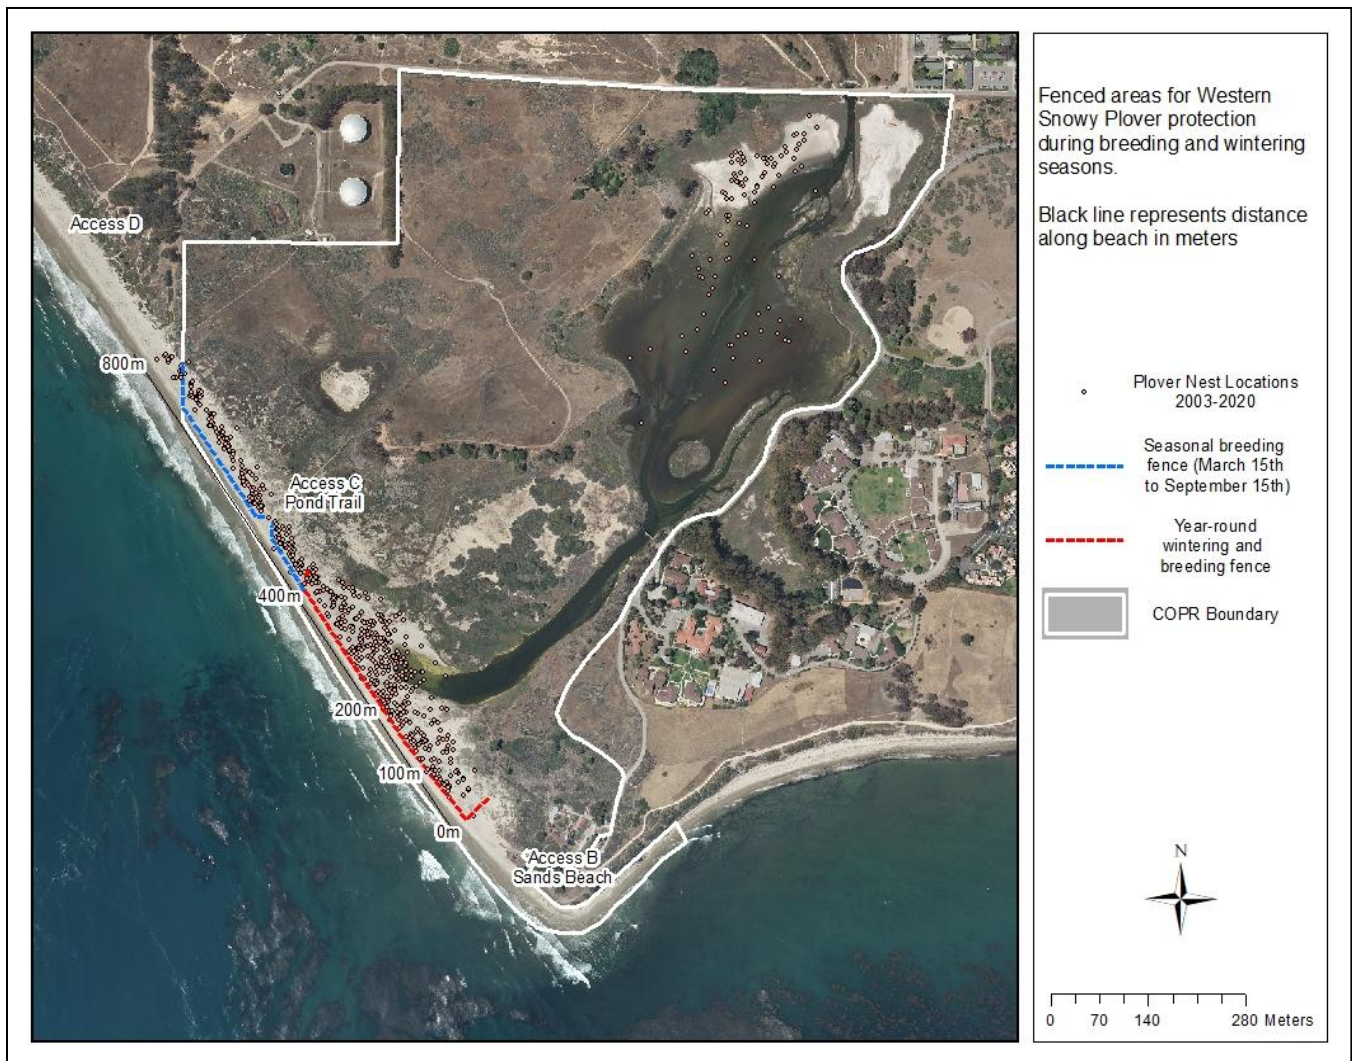 Fenced areas for Western
Snowy Plover protection
during breeding and wintering
seasons.
Black line represents distance
along beach in meters
Plover Nest Locations
2003-2020
Seasonal breeding
fence (March 15th
to September 15th)
Year-round
wintering and
breeding fence
COPR Boundary
N
0 70 140 280 Meters
Access D
800m
Access C
Pond Trail
400m
200m
100m
0m
Access B
Sands Beach